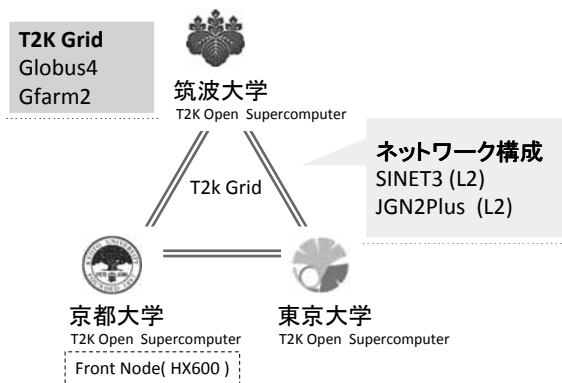 T2K Grid
Globus4
Gfarm2
筑波大学
T2K Open Supercomputer
ネットワーク構成
SINET3 (L2)
JGN2Plus (L2)
T2k Grid
京都大学
T2K Open Supercomputer
Front Node( HX600 )
東京大学
T2K Open Supercomputer